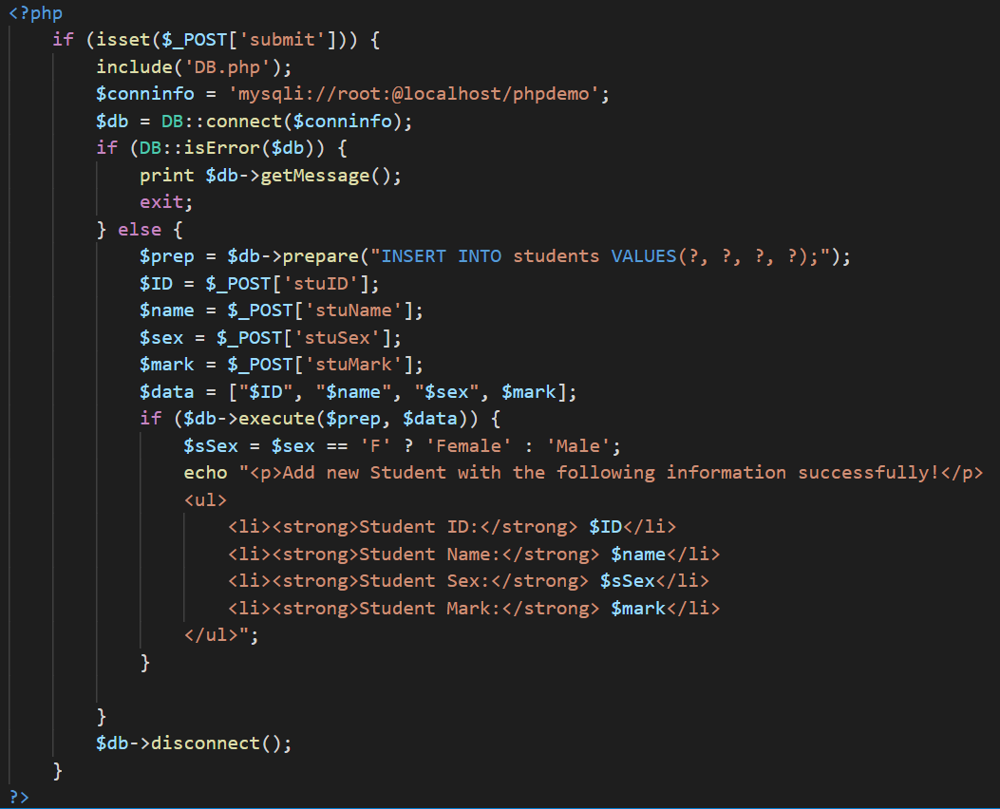 <?php
    if (isset($_POST['submit'])) {
        include('DB.php');
        $conninfo = 'mysqli://root:@localhost/phpdemo';
        $db = DB::connect($conninfo);
        if (DB::isError($db)) {
            print $db->getMessage();
            exit;
        } else {
            $prep = $db->prepare("INSERT INTO students VALUES(?, ?, ?, ?);");
            $ID = $_POST['stuID'];
            $name = $_POST['stuName'];
            $sex = $_POST['stuSex'];
            $mark = $_POST['stuMark'];
            $data = ["$ID", "$name", "$sex", $mark];
            if ($db->execute($prep, $data)) {
                $sSex = $sex == 'F' ? 'Female' : 'Male';
                echo "<p>Add new Student with the following information successfully!</p>
                <ul>
                    <li><strong>Student ID:</strong> $ID</li>
                    <li><strong>Student Name:</strong> $name</li>
                    <li><strong>Student Sex:</strong> $sSex</li>
                    <li><strong>Student Mark:</strong> $mark</li>
                </ul>";
            }

        }
        $db->disconnect();
    }
?>